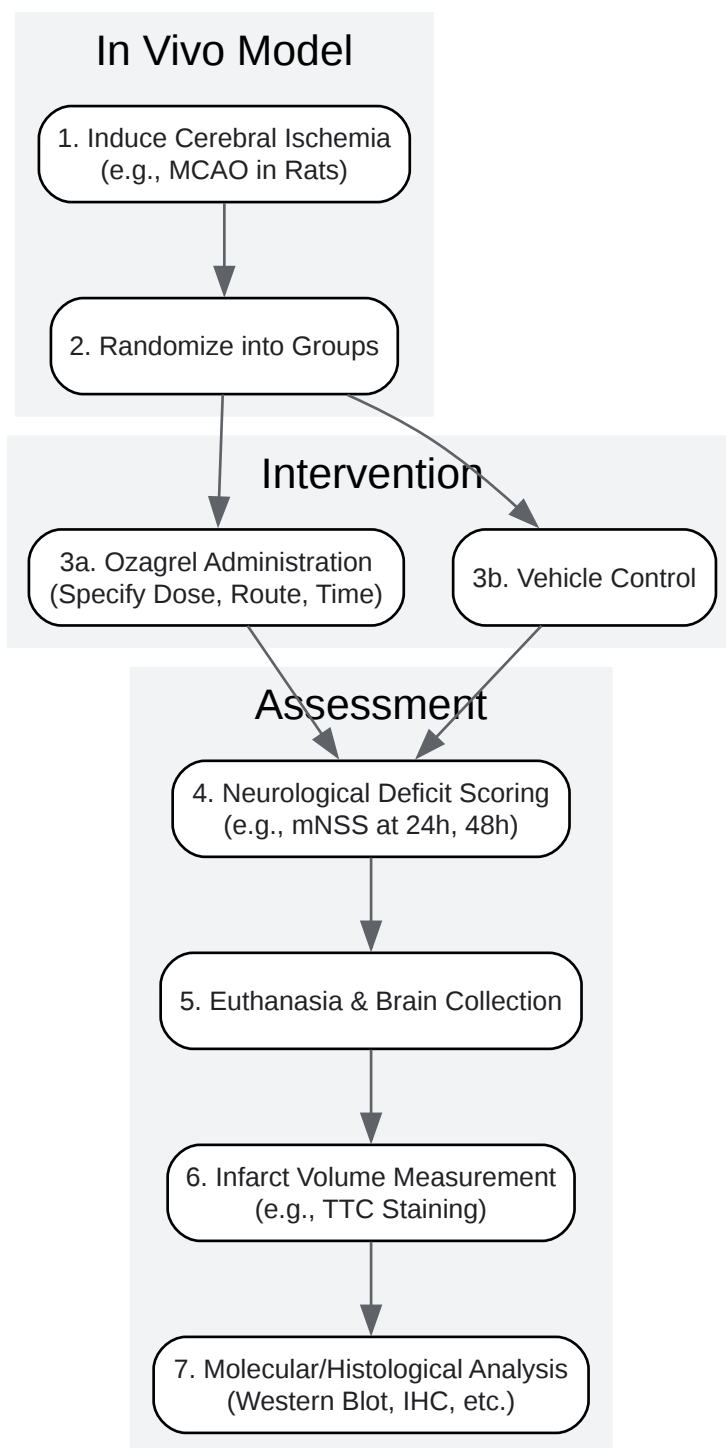 In Vivo Model
1. Induce Cerebral Ischemia
(e.g., MCAO in Rats)
2. Randomize into Groups
Intervention
3a. Ozagrel Administration
(Specify Dose, Route, Time)
3b. Vehicle Control
Assessment
4. Neurological Deficit Scoring
(e.g., mNSS at 24h, 48h)
5. Euthanasia & Brain Collection
6. Infarct Volume Measurement
(e.g., TTC Staining)
7. Molecular/Histological Analysis
(Western Blot, IHC, etc.)